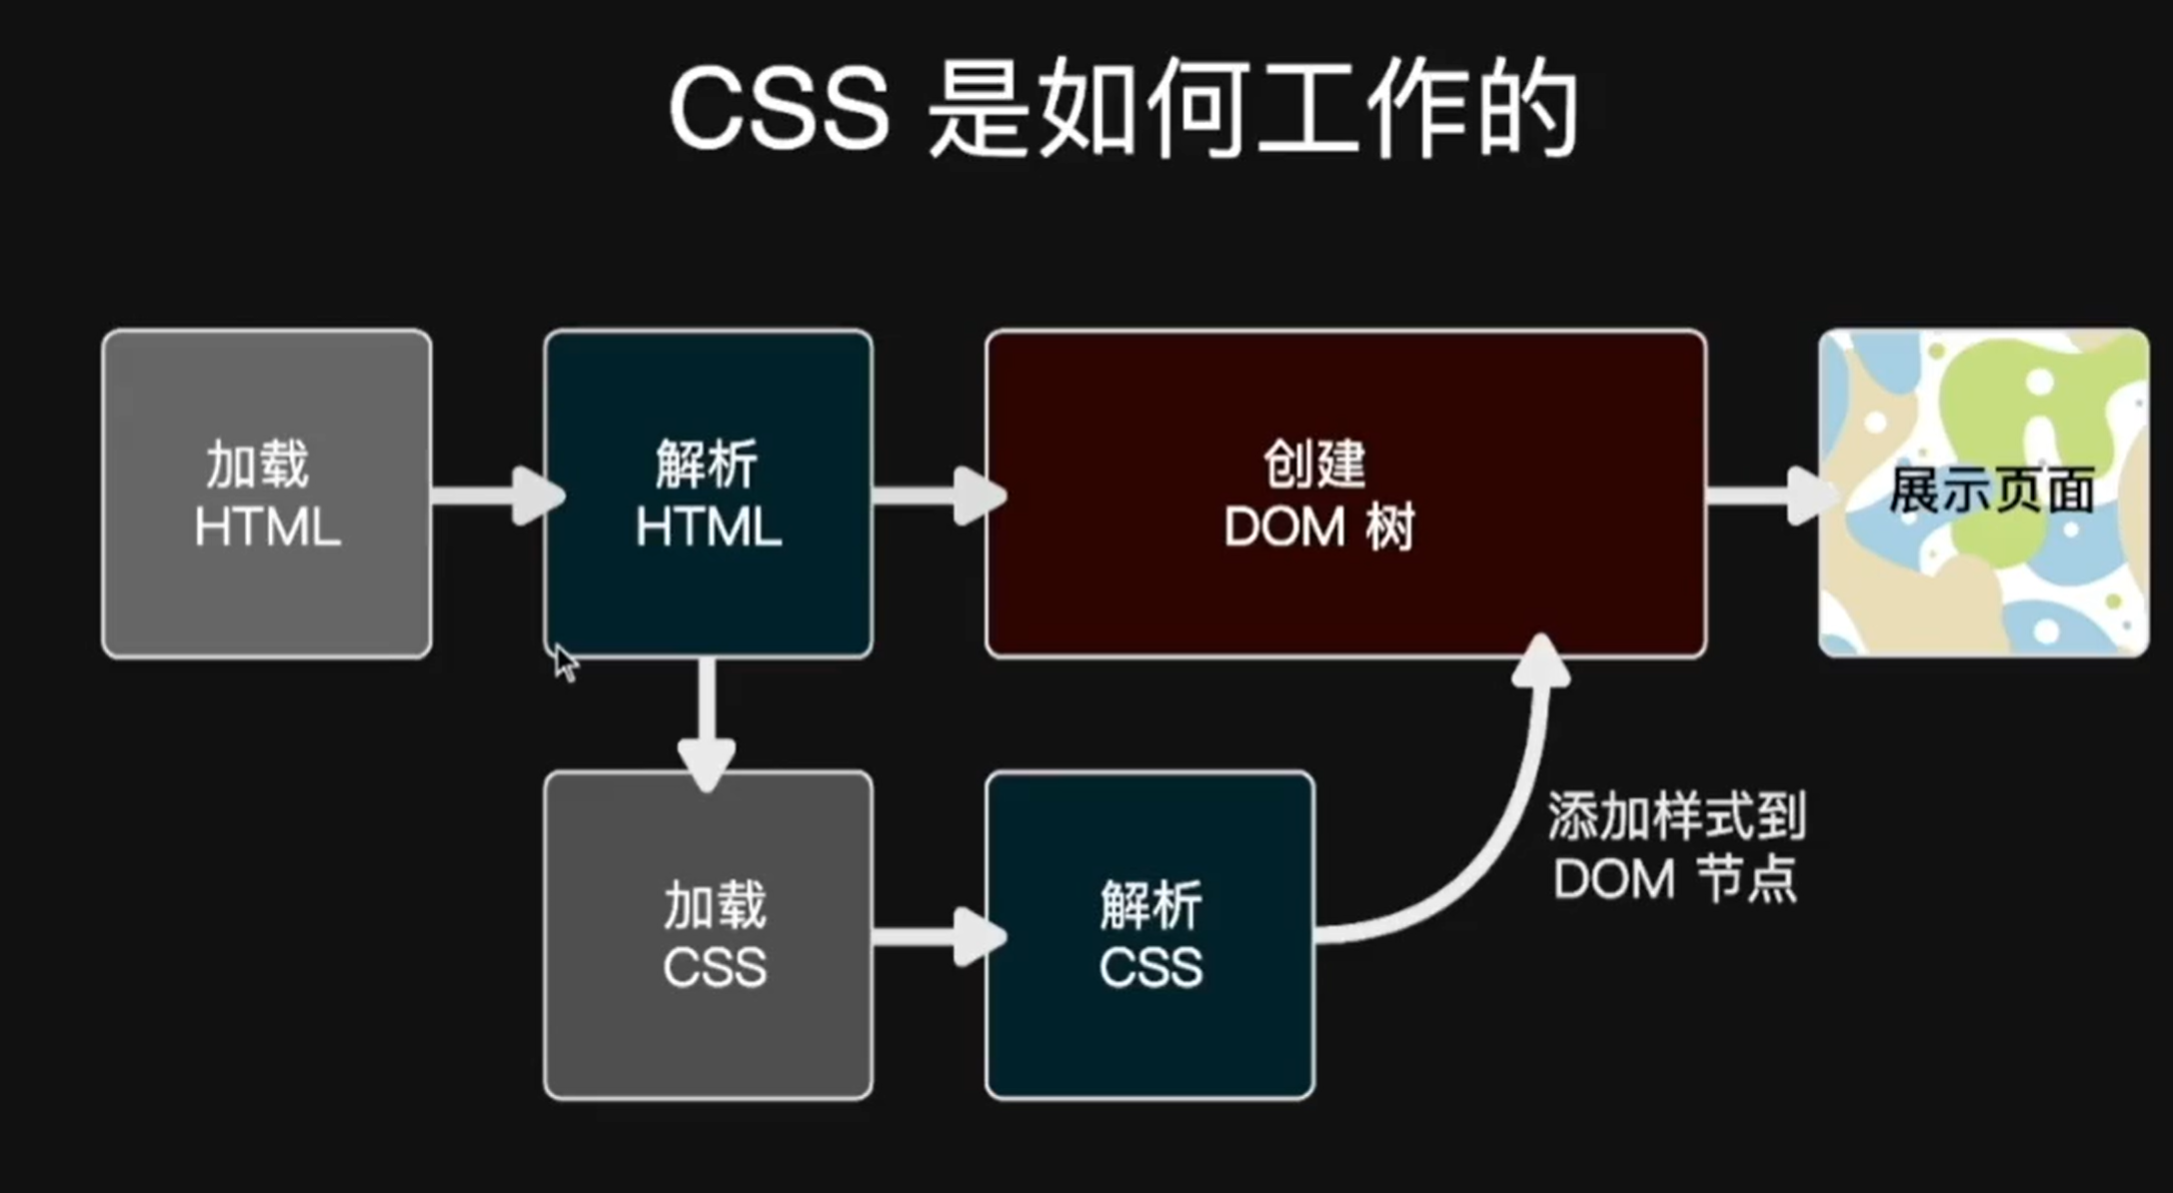 CSS 是如何工作的
加载
HTML
解析
HTML
创建
DOM 树
展示页面
加载
CSS
解析
CSS
添加样式到
DOM 节点